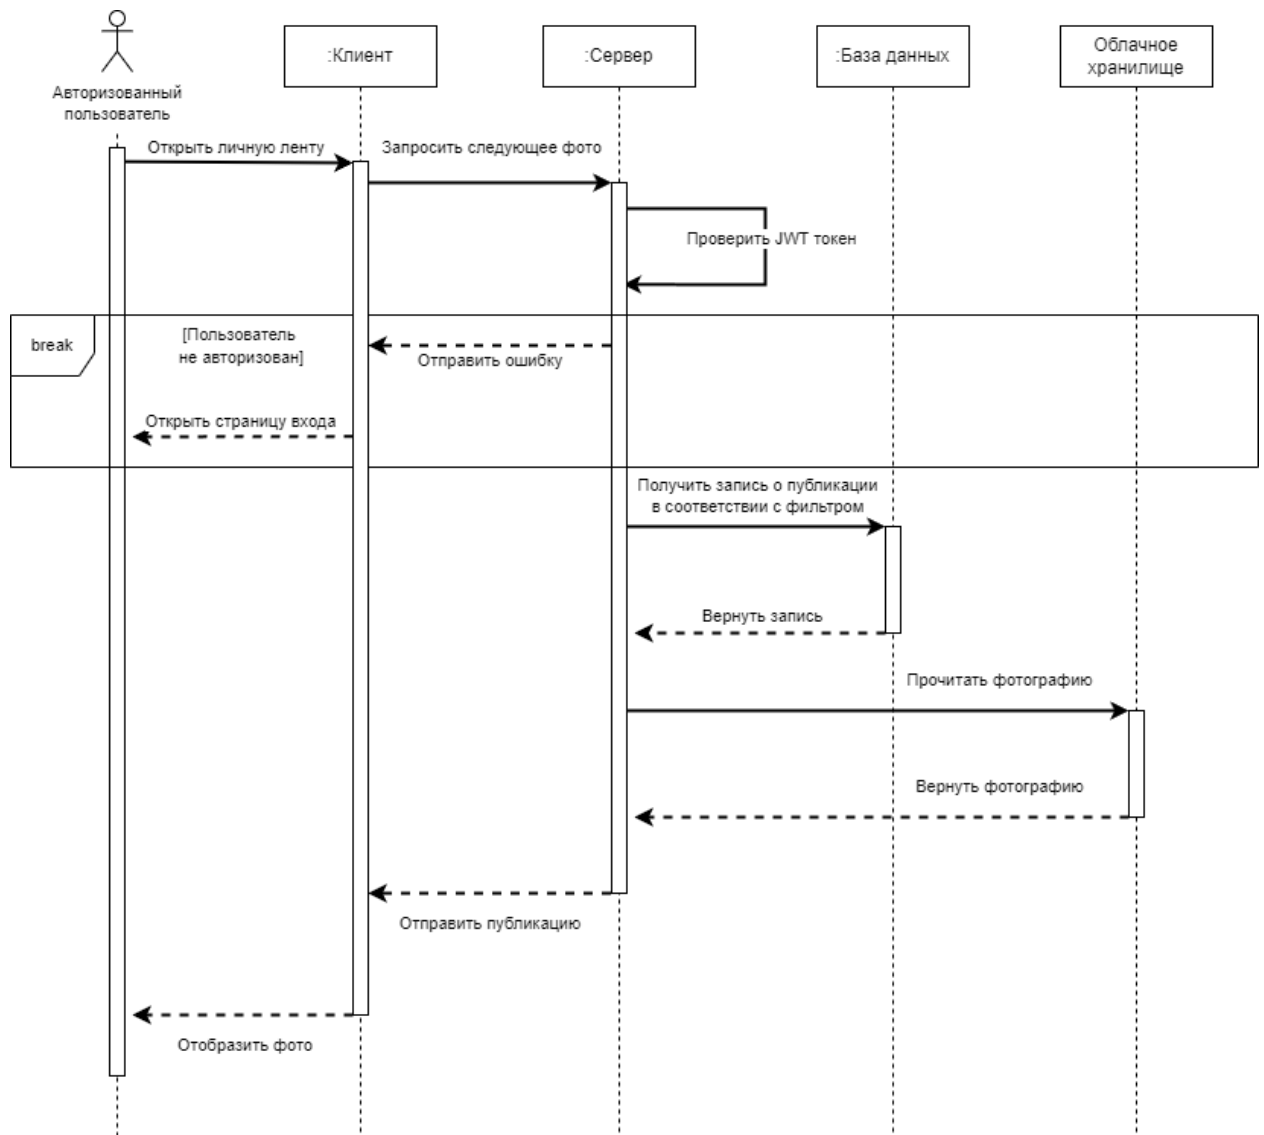 Авторизованный
пользователь
:Клиент
:Сервер
:База данных
Облачное
хранилище
Открыть личную ленту
Запросить следующее фото
Проверить JWT токен
break
[Пользователь
не авторизован]
Отправить ошибку
Открыть страницу входа
Получить запись о публикации
в соответствии с фильтром
Вернуть запись
Прочитать фотографию
Вернуть фотографию
Отправить публикацию
Отобразить фото